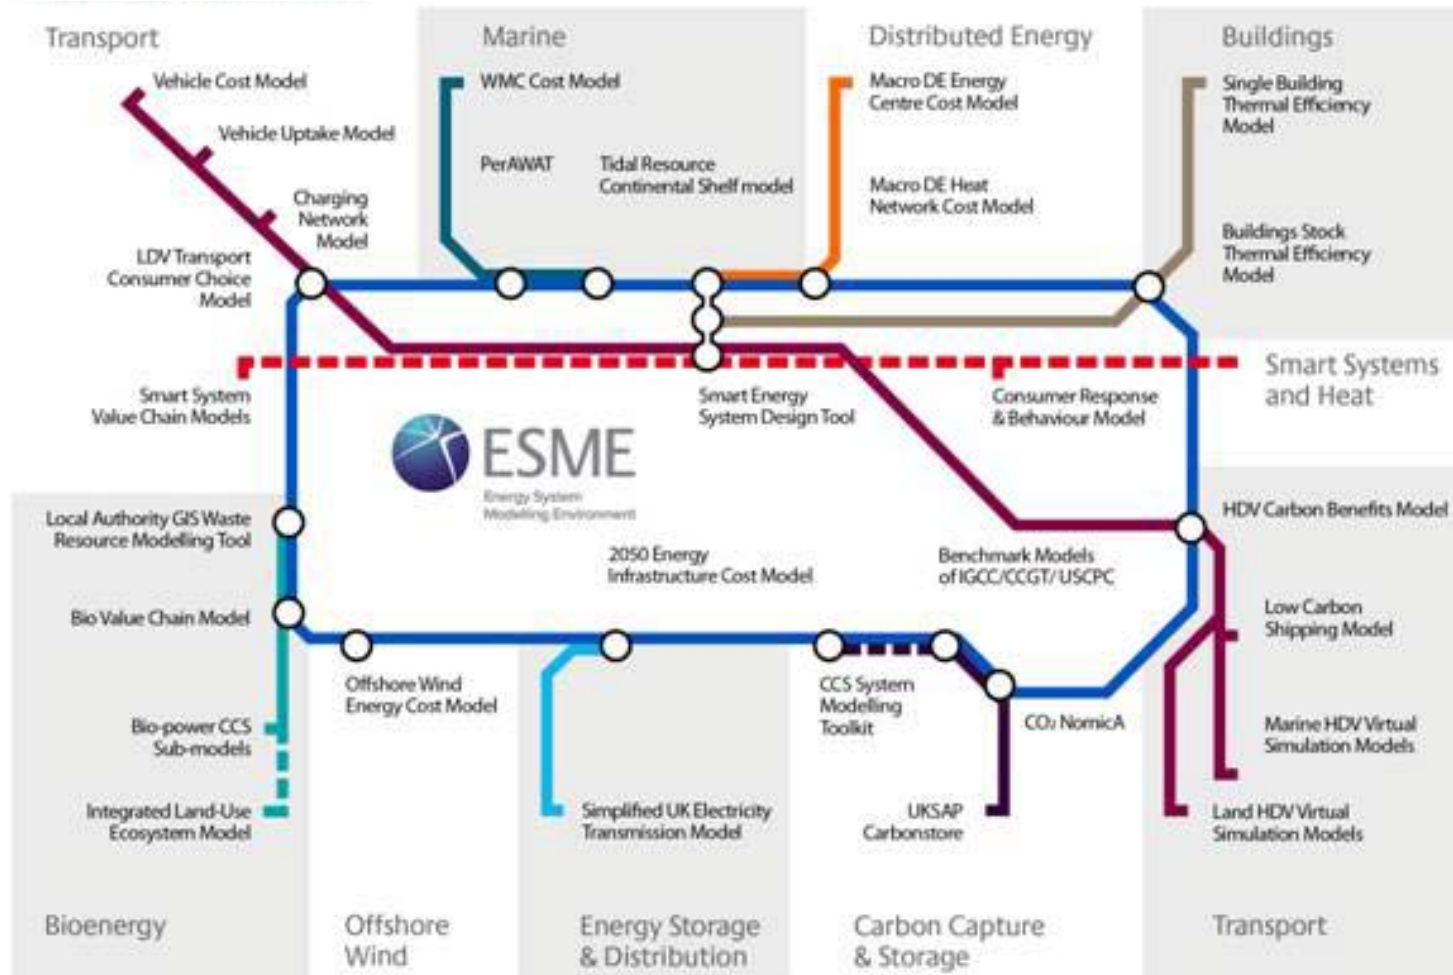 Transport
Marine
Distributed Energy
Buildings
Vehicle Cost Model
WMC Cost Model
Macro DE Energy
Centre Cost Model
Single Building
Thermal Efficiency
Model
Vehicle Uptake Model
PerAWAT
Tidal Resource
Continental Shelf model
Macro DE Heat
Network Cost Model
Charging
Network
Model
Buildings Stock
Thermal Efficiency
Model
LDV Transport
Consumer Choice
Model
Smart Systems
and Heat
Smart System
Value Chain Models
Smart Energy
System Design Tool
Consumer Response
& Behaviour Model
ESME
Energy System
Modelling Environment
Local Authority GIS Waste
Resource Modelling Tool
HDV Carbon Benefits Model
2050 Energy
Infrastructure Cost Model
Benchmark Models
of IGCC/CCGT/ USCPC
Bio Value Chain Model
Low Carbon
Shipping Model
Offshore Wind
Energy Cost Model
CCS System
Modelling
Toolkit
CO₂ NomicA
Bio-power CCS
Sub-models
Marine HDV Virtual
Simulation Models
Integrated Land-Use
Ecosystem Model
Simplified UK Electricity
Transmission Model
UKSAP
Carbonstore
Land HDV Virtual
Simulation Models
Bioenergy
Offshore
Wind
Energy Storage
& Distribution
Carbon Capture
& Storage
Transport